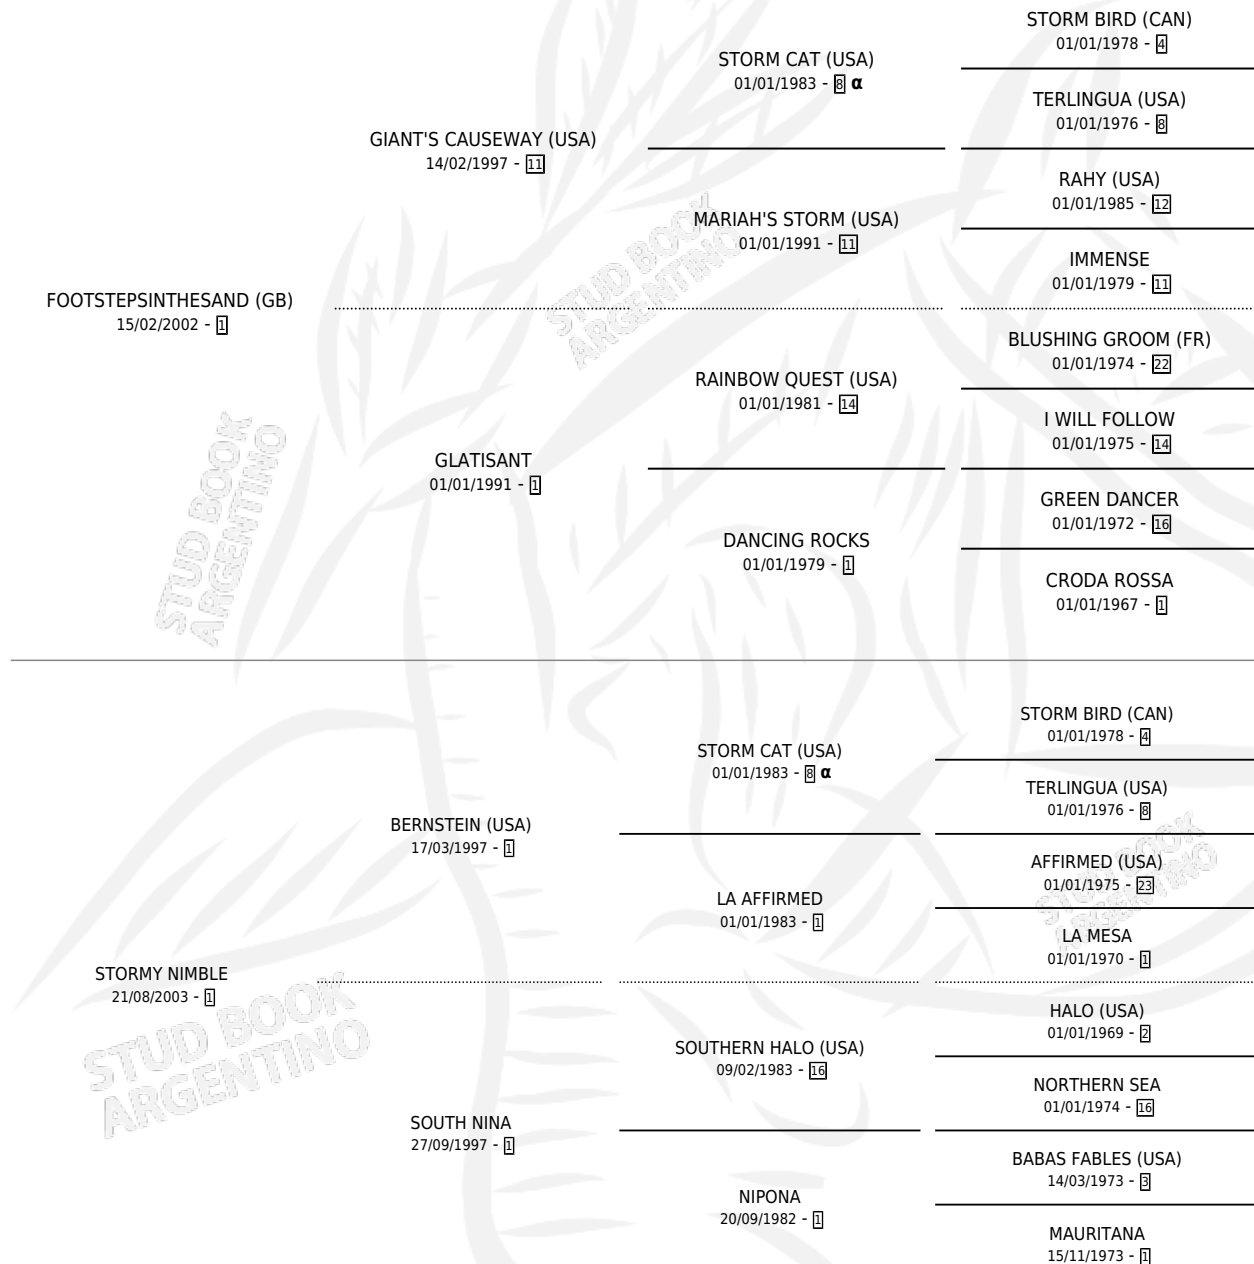 STORM BIRD (CAN)
01/01/1978 - 4
STORM CAT (USA)
01/01/1983 - 8 α
TERLINGUA (USA)
01/01/1976 - 8
GIANT'S CAUSEWAY (USA)
14/02/1997 - 11
RAHY (USA)
01/01/1985 - 12
MARIAH'S STORM (USA)
01/01/1991 - 11
IMMENSE
01/01/1979 - 11
FOOTSTEPSINTHESAND (GB)
15/02/2002 - 1
BLUSHING GROOM (FR)
01/01/1974 - 22
RAINBOW QUEST (USA)
01/01/1981 - 14
I WILL FOLLOW
01/01/1975 - 14
GLATISANT
01/01/1991 - 1
GREEN DANCER
01/01/1972 - 16
DANCING ROCKS
01/01/1979 - 1
CRODA ROSSA
01/01/1967 - 1
STORM BIRD (CAN)
01/01/1978 - 4
STORM CAT (USA)
01/01/1983 - 8 α
TERLINGUA (USA)
01/01/1976 - 8
BERNSTEIN (USA)
17/03/1997 - 1
AFFIRMED (USA)
01/01/1975 - 23
LA AFFIRMED
01/01/1983 - 1
LA MESA
01/01/1970 - 1
STORMY NIMBLE
21/08/2003 - 1
HALO (USA)
01/01/1969 - 2
SOUTHERN HALO (USA)
09/02/1983 - 16
NORTHERN SEA
01/01/1974 - 16
SOUTH NINA
27/09/1997 - 1
BABAS FABLES (USA)
14/03/1973 - 3
NIPONA
20/09/1982 - 1
MAURITANA
15/11/1973 - 1
STUD BOOK
ARGENTINO
STUD BOOK
ARGENTINO
STUD BOOK
ARGENTINO
STUD BOOK
ARGENTINO